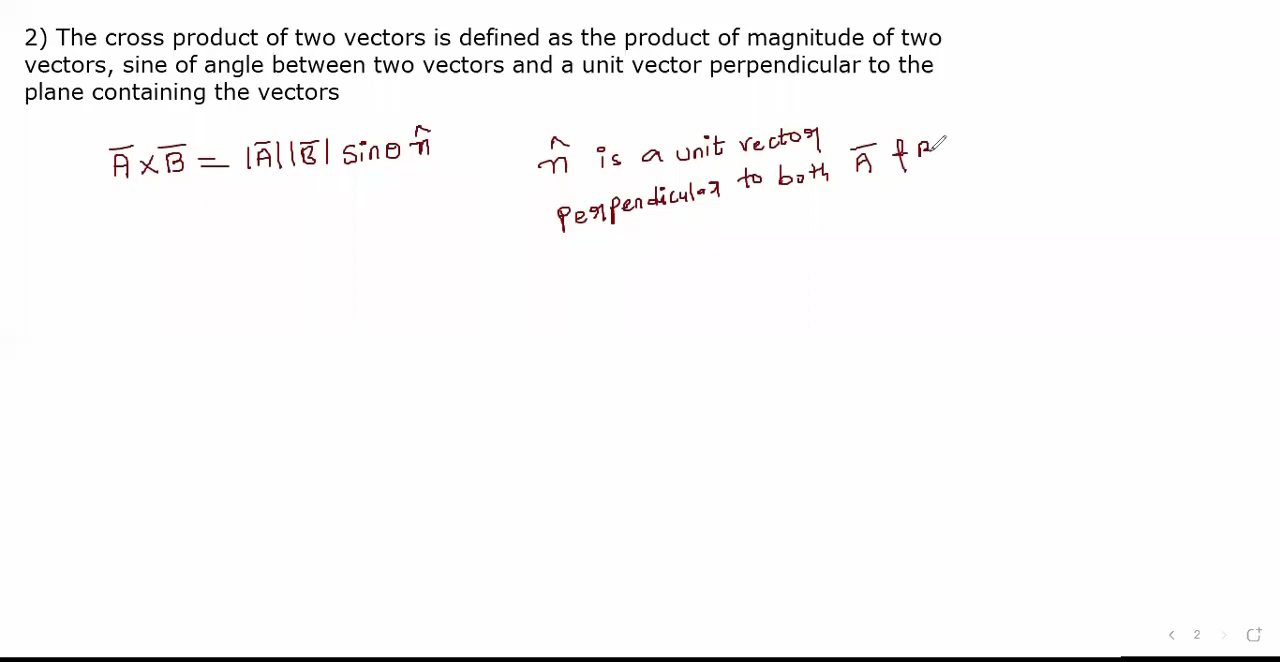 2) The cross product of two vectors is defined as the product of magnitude of two
vectors, sine of angle between two vectors and a unit vector perpendicular to the
plane containing the vectors
A̅ × B̅ = |A̅||B̅| sinθ n̂
n̂ is a unit vector
perpendicular to both A̅ &
2